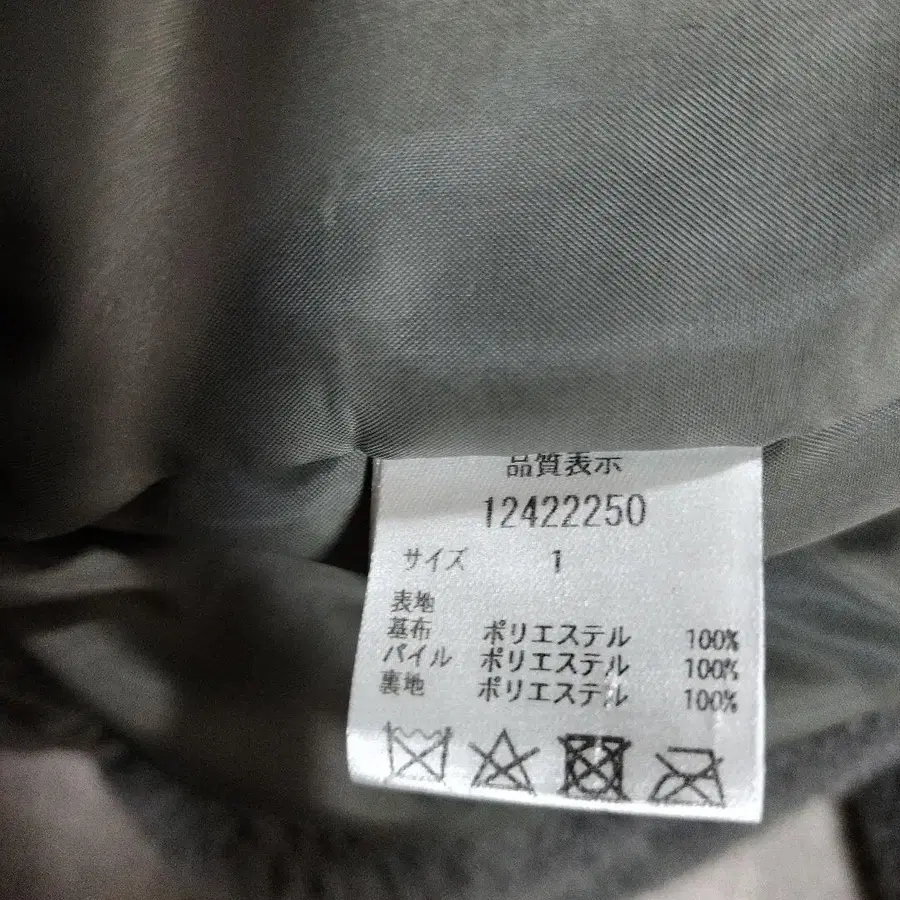 品質表示
12422250
サイズ 1
表地
基布 ポリエステル 100%
パイル ポリエステル 100%
裏地 ポリエステル 100%